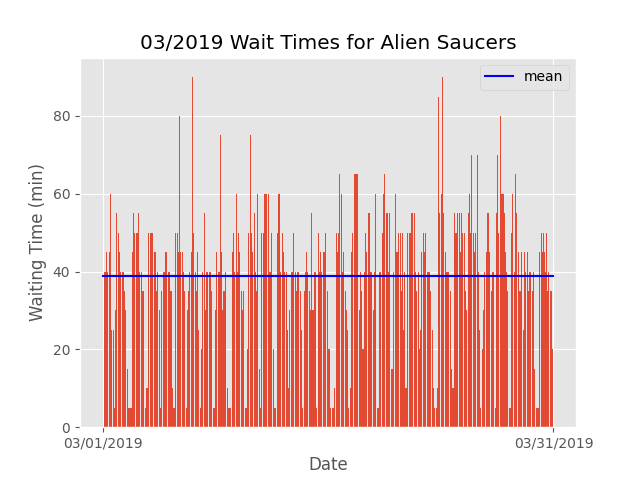 03/2019 Wait Times for Alien Saucers
mean
80
60
40
20
0
Waiting Time (min)
03/01/2019 03/31/2019
Date